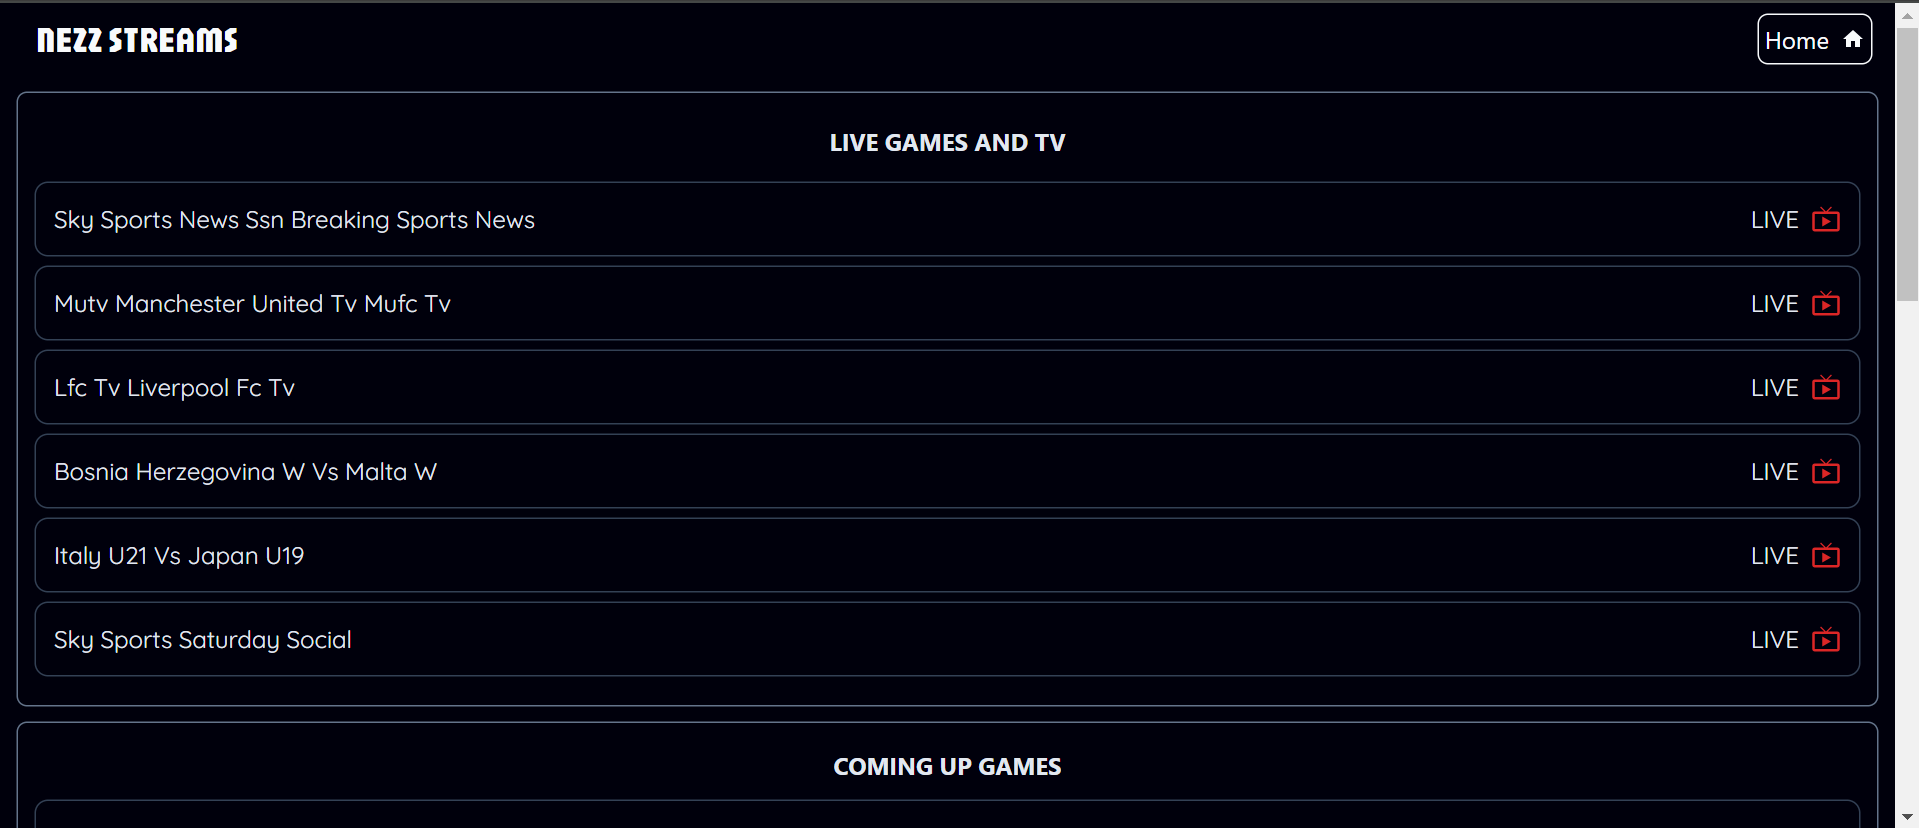 NEZZ STREAMS
Home
LIVE GAMES AND TV
Sky Sports News Ssn Breaking Sports News LIVE
Mutv Manchester United Tv Mufc Tv LIVE
Lfc Tv Liverpool Fc Tv LIVE
Bosnia Herzegovina W Vs Malta W LIVE
Italy U21 Vs Japan U19 LIVE
Sky Sports Saturday Social LIVE
COMING UP GAMES